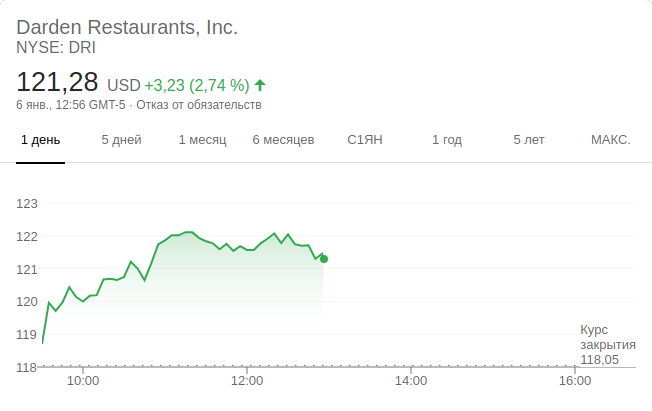 Darden Restaurants, Inc.
NYSE: DRI
121,28 USD +3,23 (2,74 %) ↑
6 янв., 12:56 GMT-5 · Отказ от обязательств
1 день 5 дней 1 месяц 6 месяцев С1ЯН 1 год 5 лет МАКС.
123
122
121
120
119
118
Курс
закрытия
118,05
10:00 12:00 14:00 16:00